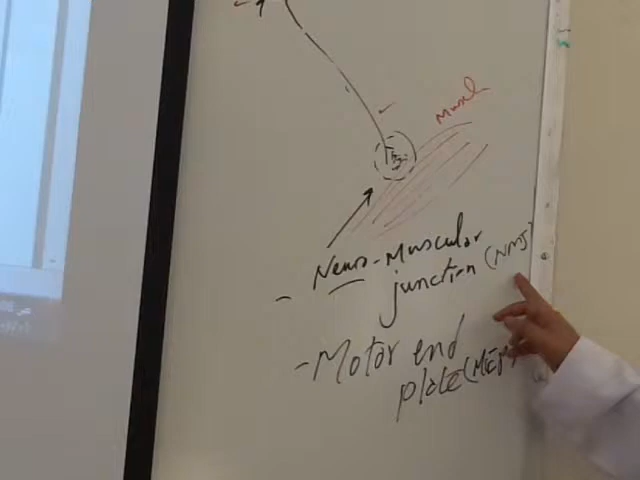 Muscle
- Neuro-Muscular
junction (NMJ)
- Motor end
plate (MEP)